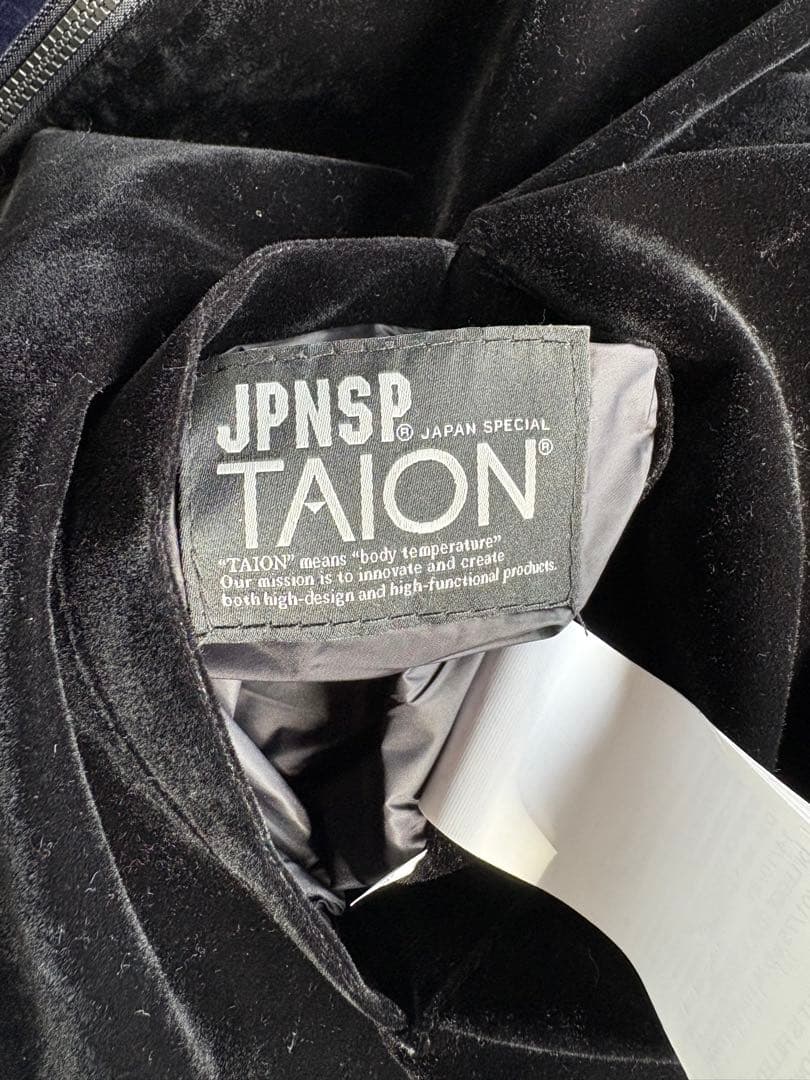 JPNSP® JAPAN SPECIAL
TAION®
"TAION" means "body temperature"
Our mission is to innovate and create
both high-design and high-functional products.